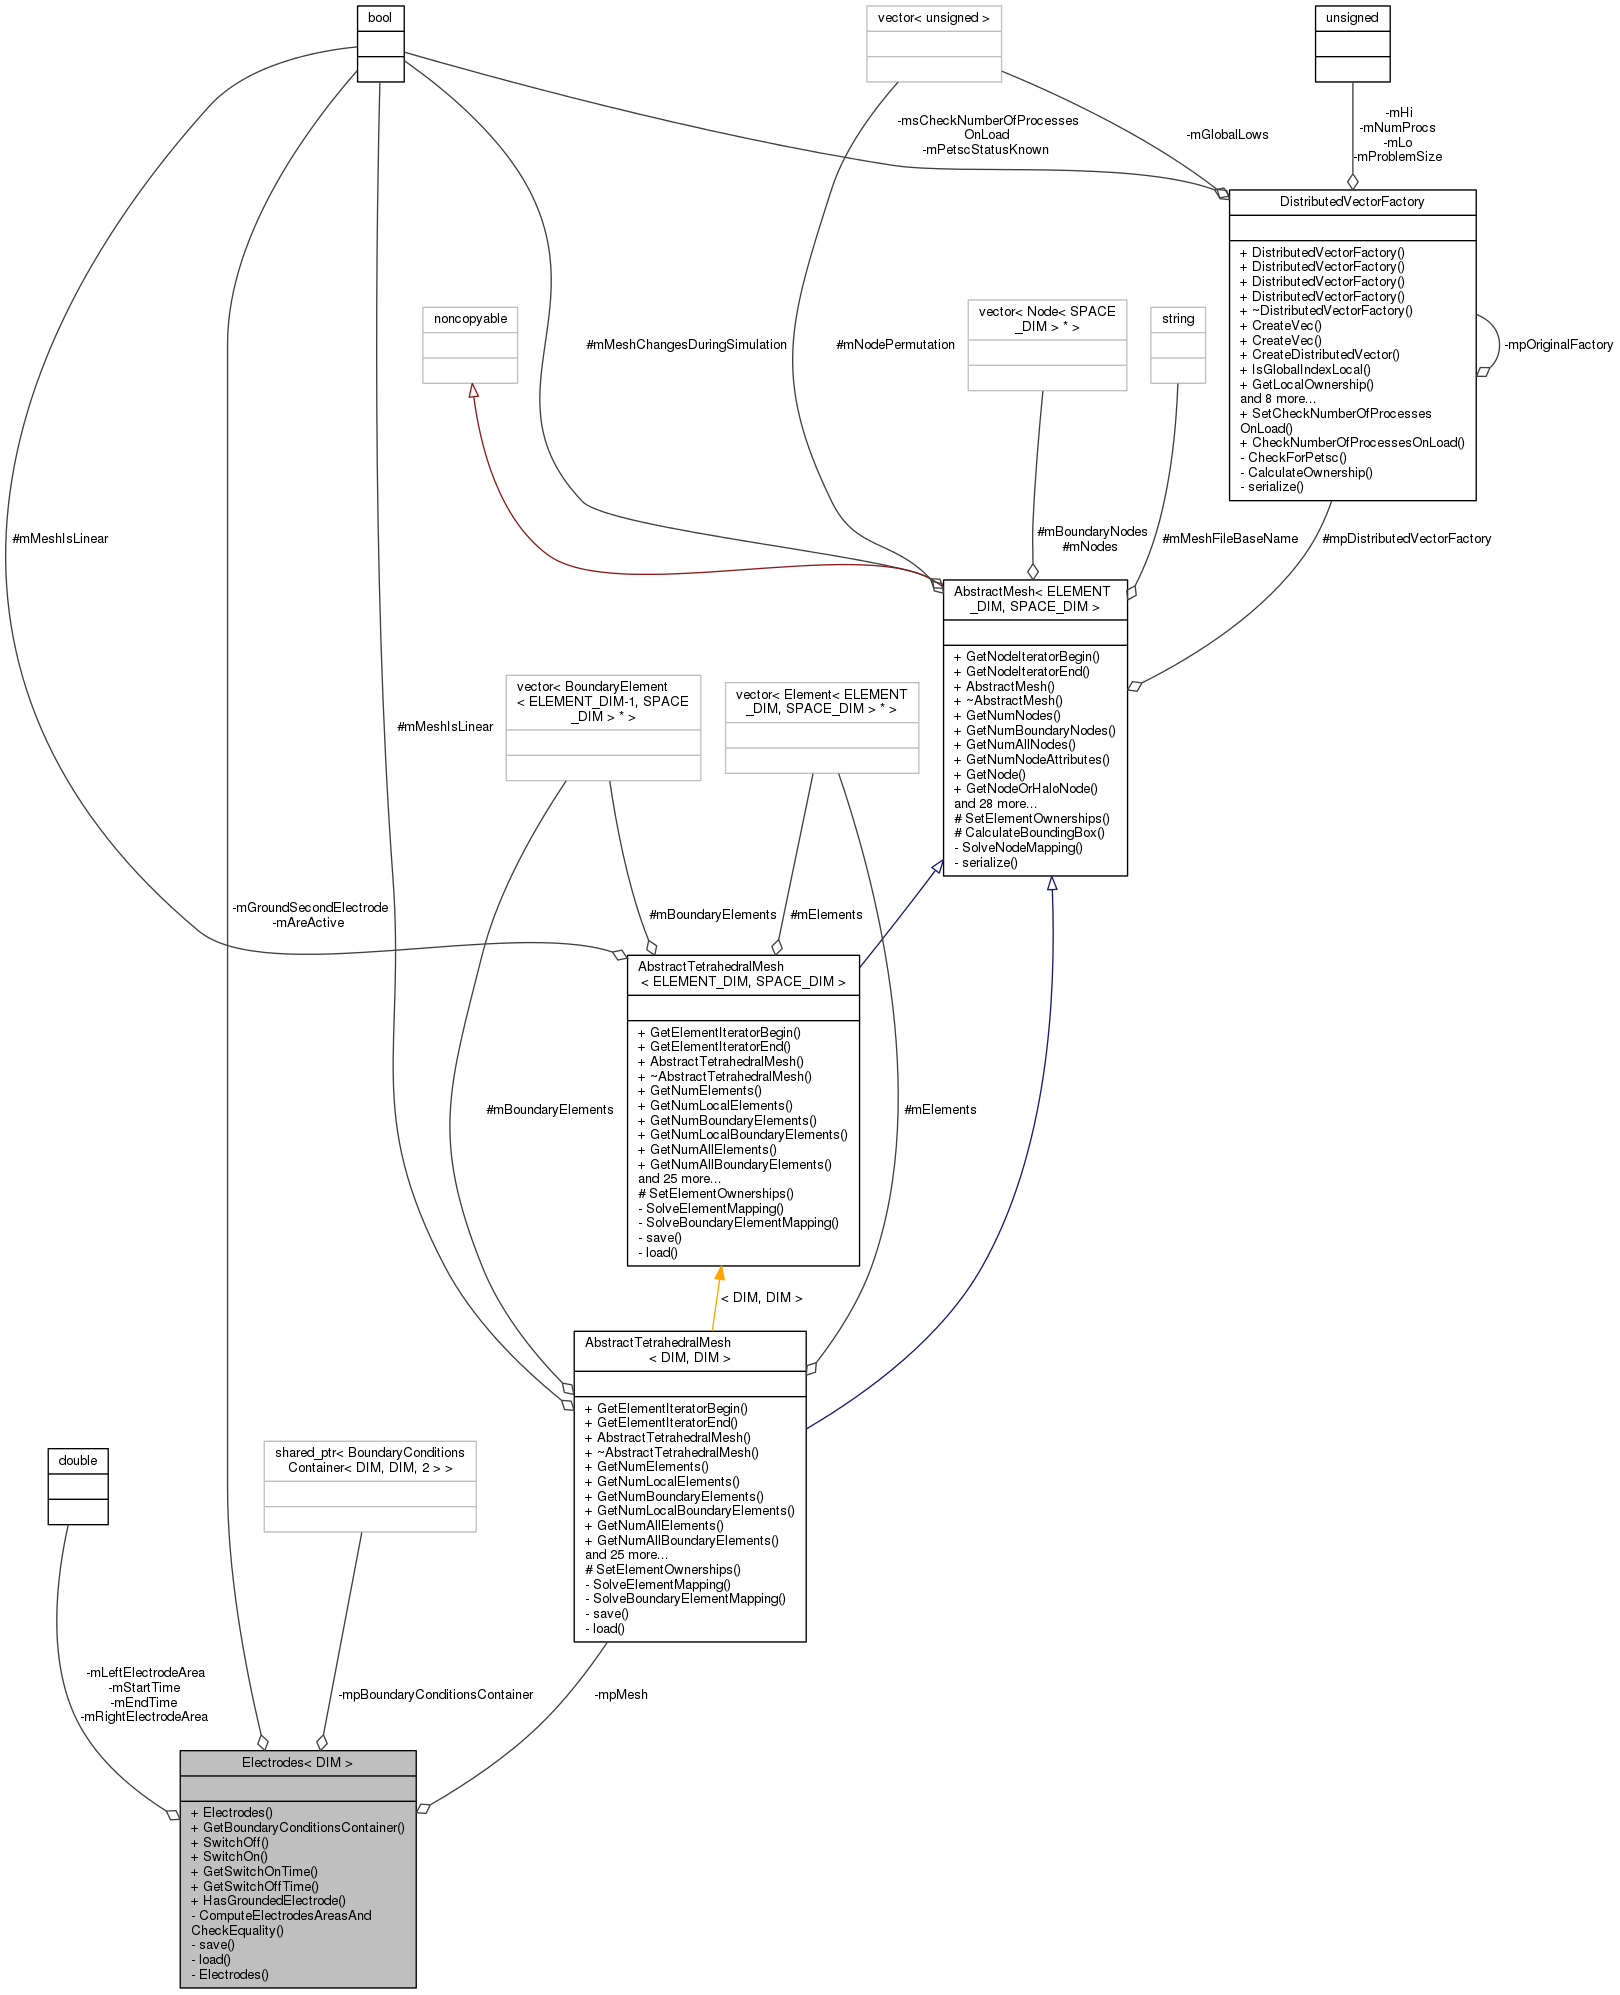 bool
vector< unsigned >
unsigned
-mHi
-mNumProcs
-mLo
-mProblemSize
-msCheckNumberOfProcesses
OnLoad
-mPetscStatusKnown
-mGlobalLows
DistributedVectorFactory
+ DistributedVectorFactory()
+ DistributedVectorFactory()
+ DistributedVectorFactory()
+ DistributedVectorFactory()
+ ~DistributedVectorFactory()
+ CreateVec()
+ CreateVec()
+ CreateDistributedVector()
+ IsGlobalIndexLocal()
+ GetLocalOwnership()
and 8 more...
+ SetCheckNumberOfProcesses
OnLoad()
+ CheckNumberOfProcessesOnLoad()
- CheckForPetsc()
- CalculateOwnership()
- serialize()
-mpOriginalFactory
noncopyable
vector< Node< SPACE
_DIM > * >
string
#mMeshChangesDuringSimulation
#mNodePermutation
#mMeshIsLinear
#mBoundaryNodes
#mNodes
#mMeshFileBaseName
#mpDistributedVectorFactory
AbstractMesh< ELEMENT
_DIM, SPACE_DIM >
+ GetNodeIteratorBegin()
+ GetNodeIteratorEnd()
+ AbstractMesh()
+ ~AbstractMesh()
+ GetNumNodes()
+ GetNumBoundaryNodes()
+ GetNumAllNodes()
+ GetNumNodeAttributes()
+ GetNode()
+ GetNodeOrHaloNode()
and 28 more...
# SetElementOwnerships()
# CalculateBoundingBox()
- SolveNodeMapping()
- serialize()
#mMeshIsLinear
vector< BoundaryElement
< ELEMENT_DIM-1, SPACE
_DIM > * >
vector< Element< ELEMENT
_DIM, SPACE_DIM > * >
-mGroundSecondElectrode
-mAreActive
#mBoundaryElements
#mElements
AbstractTetrahedralMesh
< ELEMENT_DIM, SPACE_DIM >
+ GetElementIteratorBegin()
+ GetElementIteratorEnd()
+ AbstractTetrahedralMesh()
+ ~AbstractTetrahedralMesh()
+ GetNumElements()
+ GetNumLocalElements()
+ GetNumBoundaryElements()
+ GetNumLocalBoundaryElements()
+ GetNumAllElements()
+ GetNumAllBoundaryElements()
and 25 more...
# SetElementOwnerships()
- SolveElementMapping()
- SolveBoundaryElementMapping()
- save()
- load()
#mBoundaryElements
#mElements
< DIM, DIM >
AbstractTetrahedralMesh
< DIM, DIM >
+ GetElementIteratorBegin()
+ GetElementIteratorEnd()
+ AbstractTetrahedralMesh()
+ ~AbstractTetrahedralMesh()
+ GetNumElements()
+ GetNumLocalElements()
+ GetNumBoundaryElements()
+ GetNumLocalBoundaryElements()
+ GetNumAllElements()
+ GetNumAllBoundaryElements()
and 25 more...
# SetElementOwnerships()
- SolveElementMapping()
- SolveBoundaryElementMapping()
- save()
- load()
double
shared_ptr< BoundaryConditions
Container< DIM, DIM, 2 > >
-mLeftElectrodeArea
-mStartTime
-mEndTime
-mRightElectrodeArea
-mpBoundaryConditionsContainer
-mpMesh
Electrodes< DIM >
+ Electrodes()
+ GetBoundaryConditionsContainer()
+ SwitchOff()
+ SwitchOn()
+ GetSwitchOnTime()
+ GetSwitchOffTime()
+ HasGroundedElectrode()
- ComputeElectrodesAreasAnd
CheckEquality()
- save()
- load()
- Electrodes()